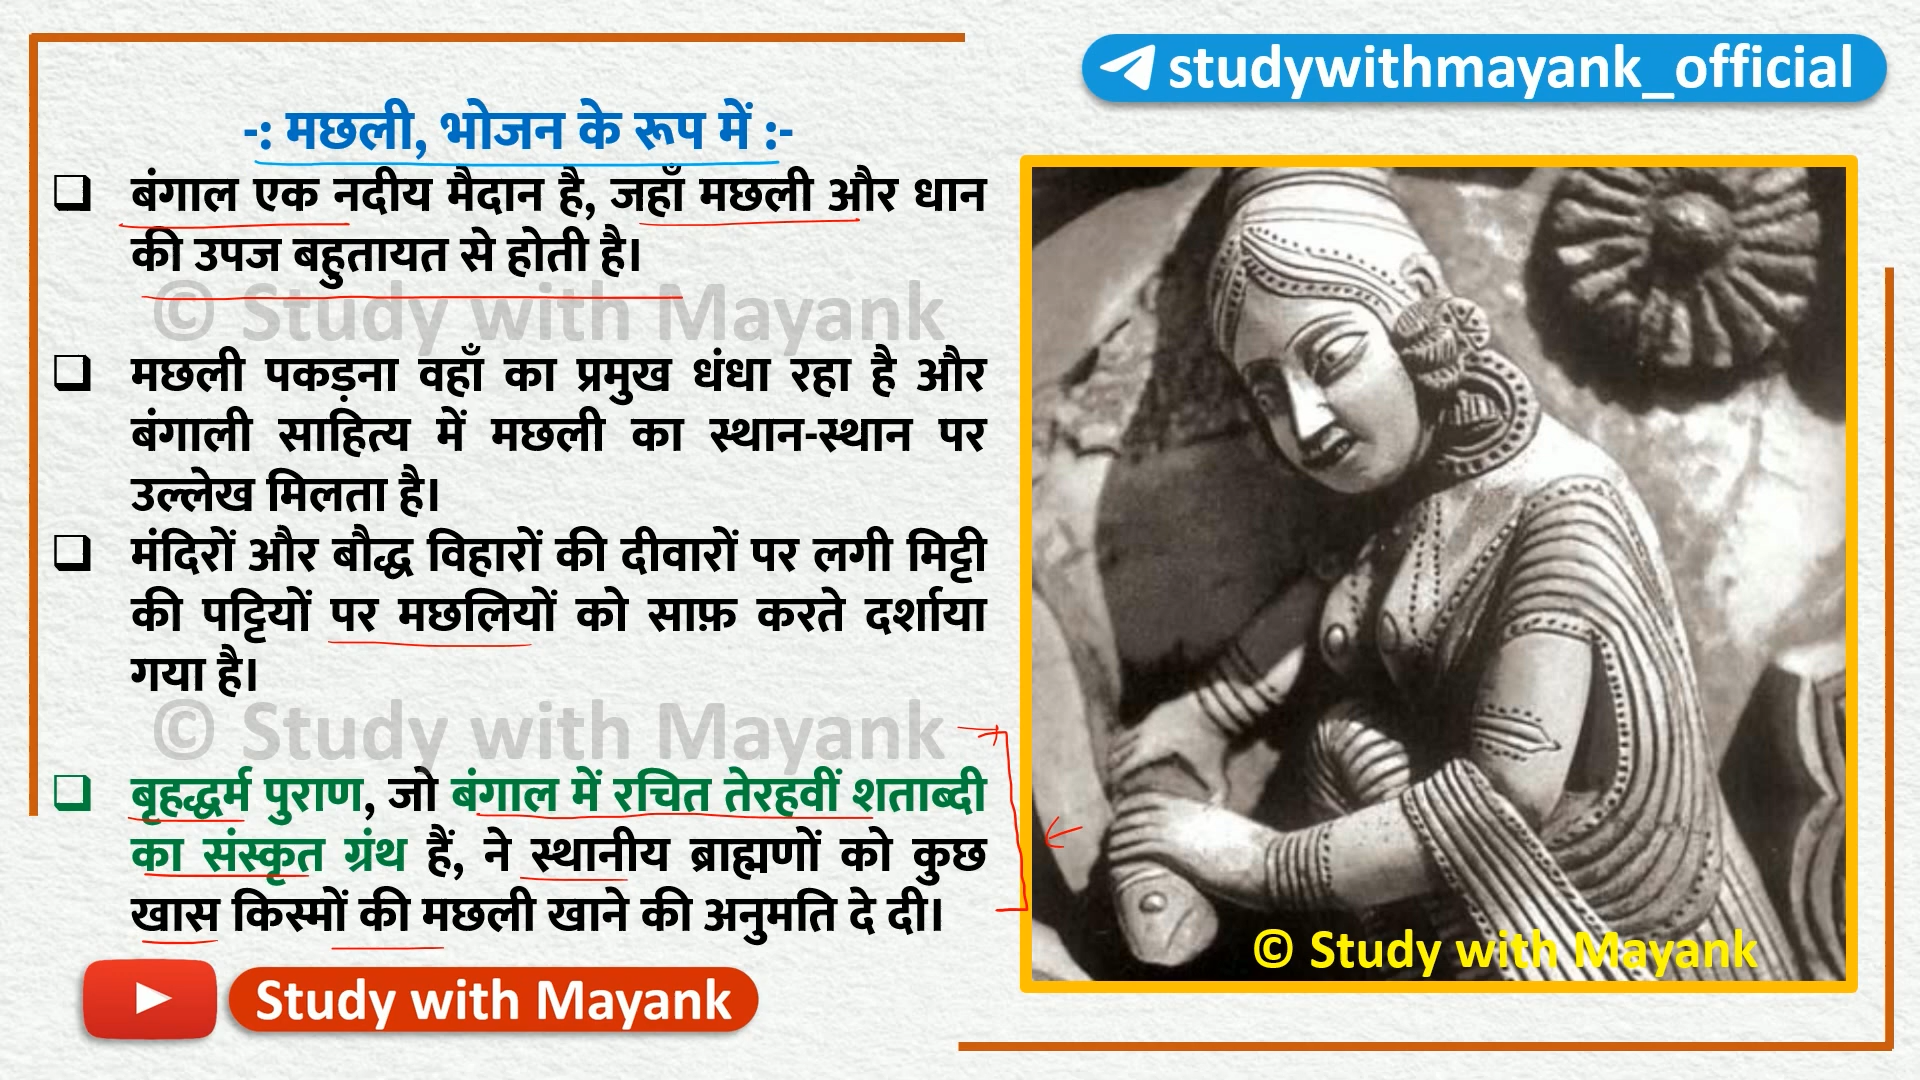 studywithmayank_official
-: मछली, भोजन के रूप में :-
❑ बंगाल एक नदीय मैदान है, जहाँ मछली और धान
की उपज बहुतायत से होती है।
© Study with Mayank
❑ मछली पकड़ना वहाँ का प्रमुख धंधा रहा है और
बंगाली साहित्य में मछली का स्थान-स्थान पर
उल्लेख मिलता है।
❑ मंदिरों और बौद्ध विहारों की दीवारों पर लगी मिट्टी
की पट्टियों पर मछलियों को साफ़ करते दर्शाया
गया है।
© Study with Mayank
❑ बृहद्धर्म पुराण, जो बंगाल में रचित तेरहवीं शताब्दी
का संस्कृत ग्रंथ हैं, ने स्थानीय ब्राह्मणों को कुछ
खास किस्मों की मछली खाने की अनुमति दे दी।
© Study with Mayank
Study with Mayank